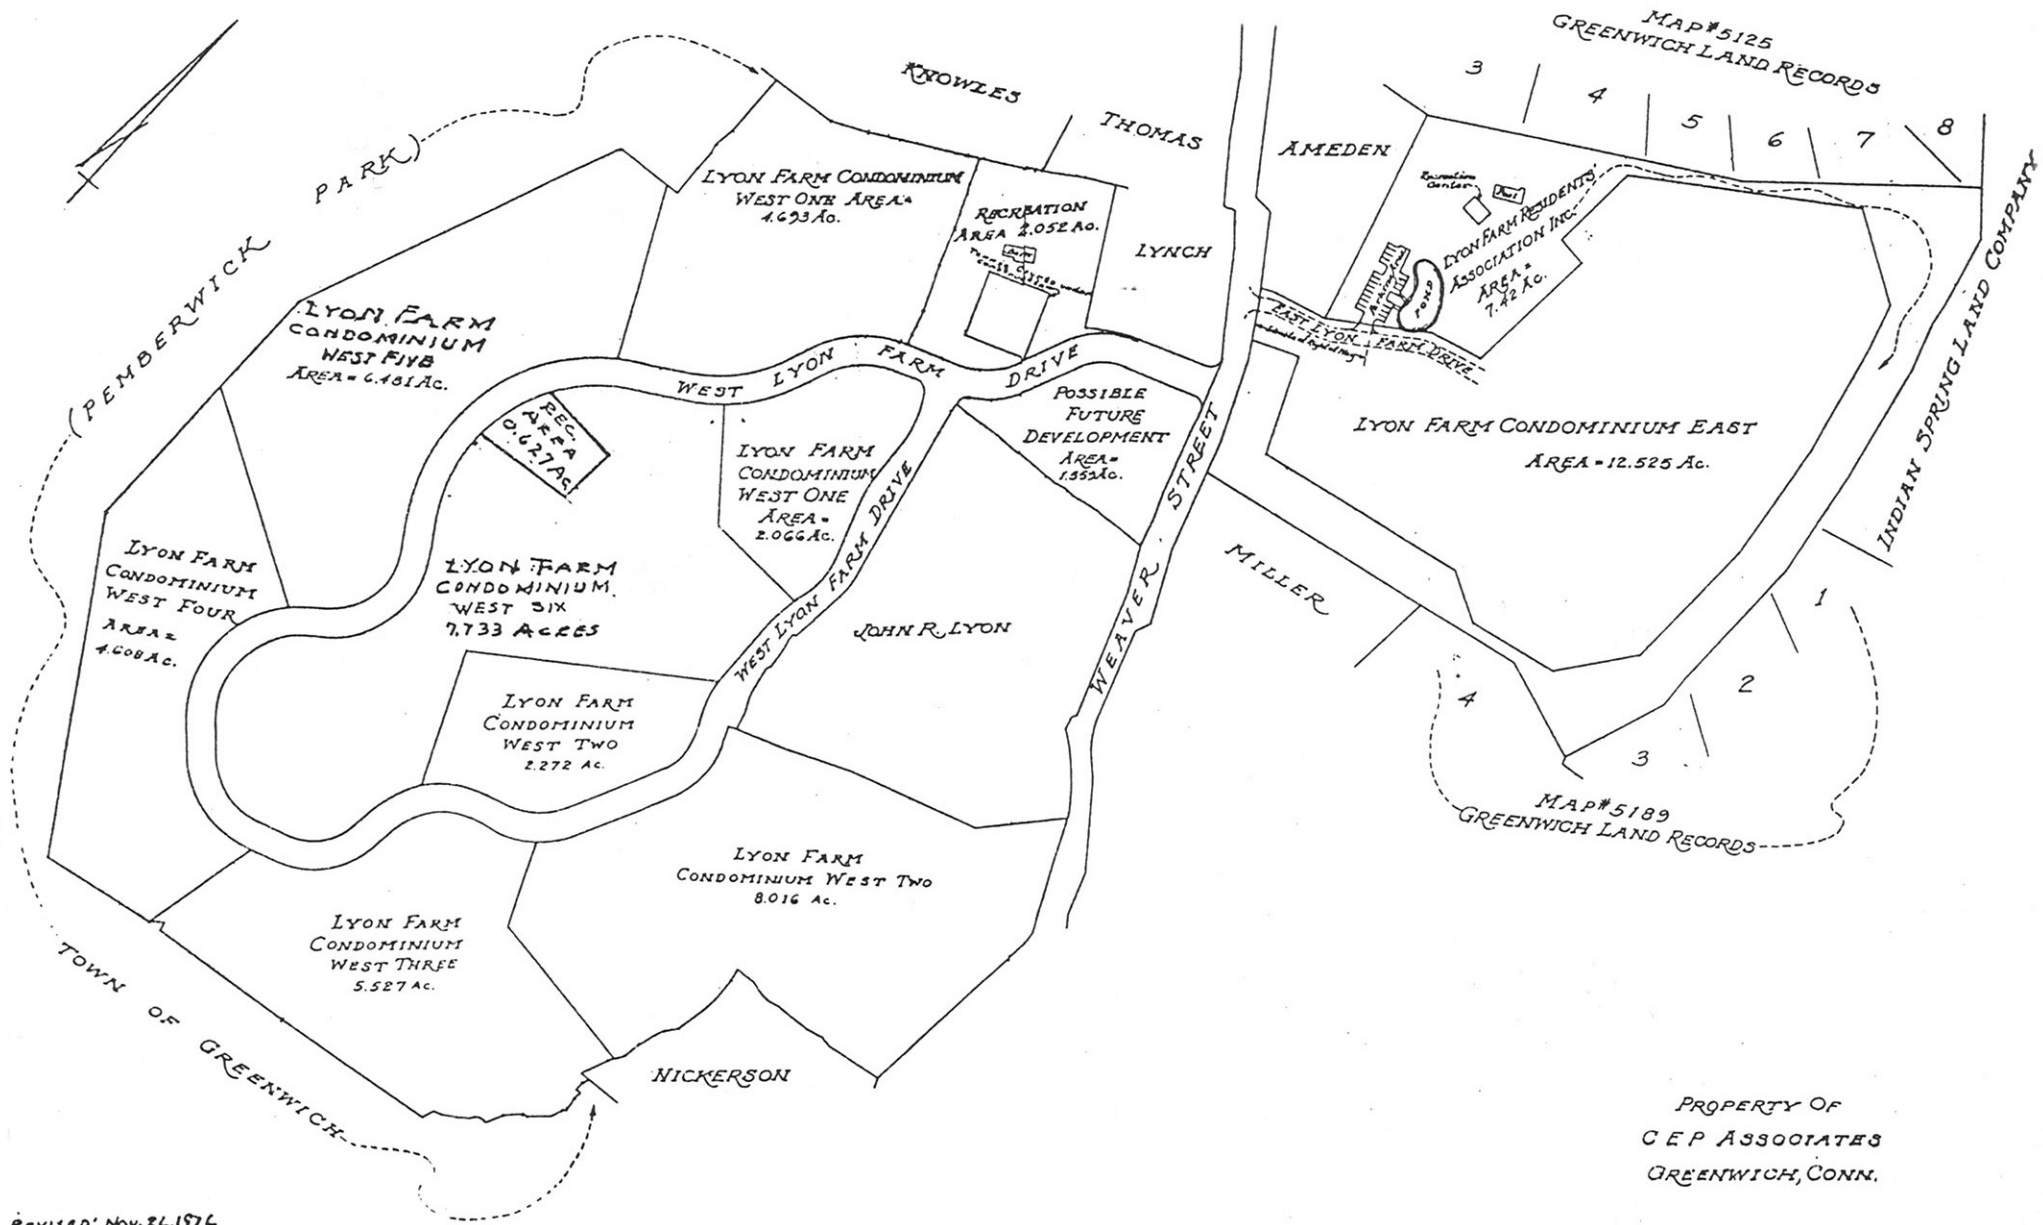 MAP #5125
GREENWICH LAND RECORDS
3
4
5
6
7
8
KNOWLES
THOMAS
AMEDEN
(PEMBERWICK PARK)
LYON FARM CONDOMINIUM
WEST ONE AREA=
4.693 AC.
RECREATION
AREA 2.052 AC.
LYNCH
Recreation
Center
Pool
LYON FARM RESIDENTS
ASSOCIATION INC.
AREA=
7.42 AC.
Parking Area
POND
EAST LYON FARM DRIVE
INDIAN SPRING LAND COMPANY
LYON FARM
CONDOMINIUM
WEST FIVE
AREA=6.481 AC.
WEST LYON FARM DRIVE
REC.
AREA
0.627 AC.
POSSIBLE
FUTURE
DEVELOPMENT
AREA=
LYON FARM CONDOMINIUM EAST
AREA=12.525 AC.
LYON FARM
CONDOMINIUM
WEST ONE
AREA=
2.066 AC.
WEST LYON FARM DRIVE
WEAVER STREET
LYON FARM
CONDOMINIUM
WEST FOUR
AREA=
4.608 AC.
LYON FARM
CONDOMINIUM.
WEST SIX
7.733 ACRES
JOHN R. LYON
MILLER
1
2
3
4
LYON FARM
CONDOMINIUM
WEST TWO
2.272 AC.
MAP #5189
GREENWICH LAND RECORDS
LYON FARM
CONDOMINIUM WEST TWO
8.016 AC.
LYON FARM
CONDOMINIUM
WEST THREE
5.527 AC.
TOWN OF GREENWICH
NICKERSON
PROPERTY OF
CEP ASSOCIATES
GREENWICH, CONN.
REVISED: NOV.